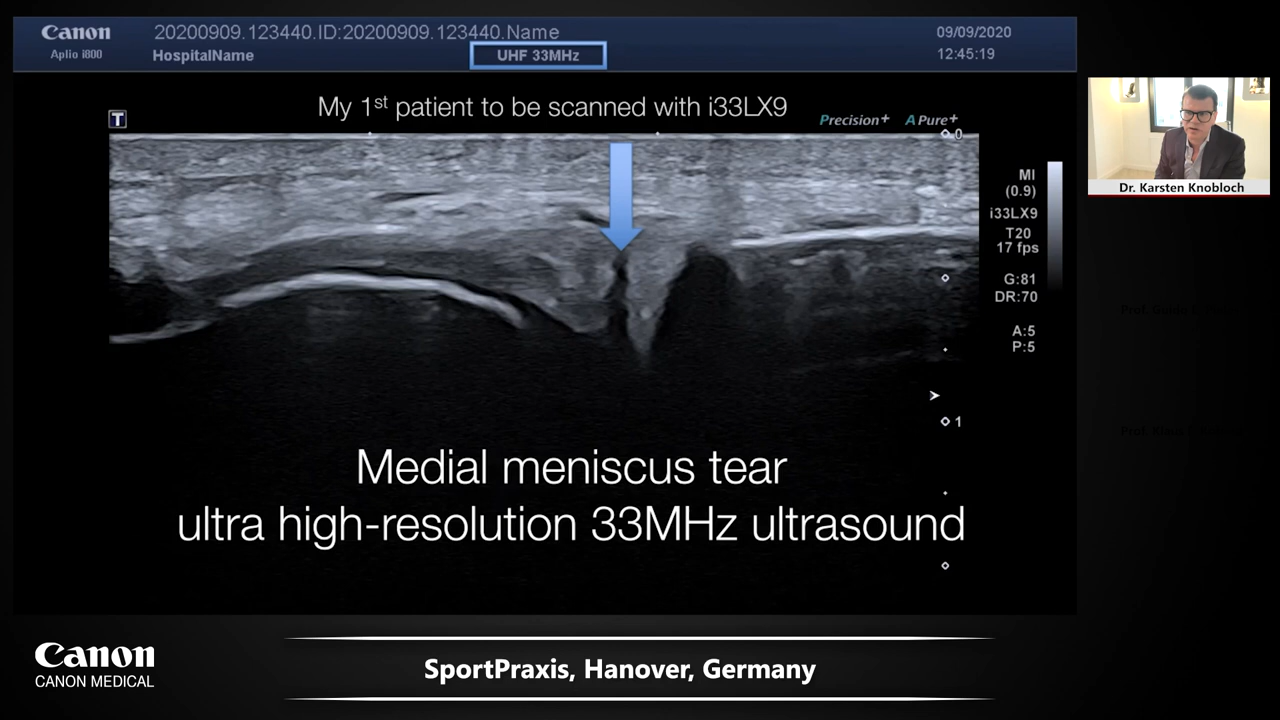 Canon
Aplio i800
20200909.123440.ID:20200909.123440.Name
HospitalName
UHF 33MHz
09/09/2020
12:45:19
My 1st patient to be scanned with i33LX9
T
Precision+ APure+
0
MI
(0.9)
i33LX9
T20
17 fps
G:81
DR:70
A:5
P:5
1
Medial meniscus tear
ultra high-resolution 33MHz ultrasound
Dr. Karsten Knobloch
Canon
CANON MEDICAL
SportPraxis, Hanover, Germany